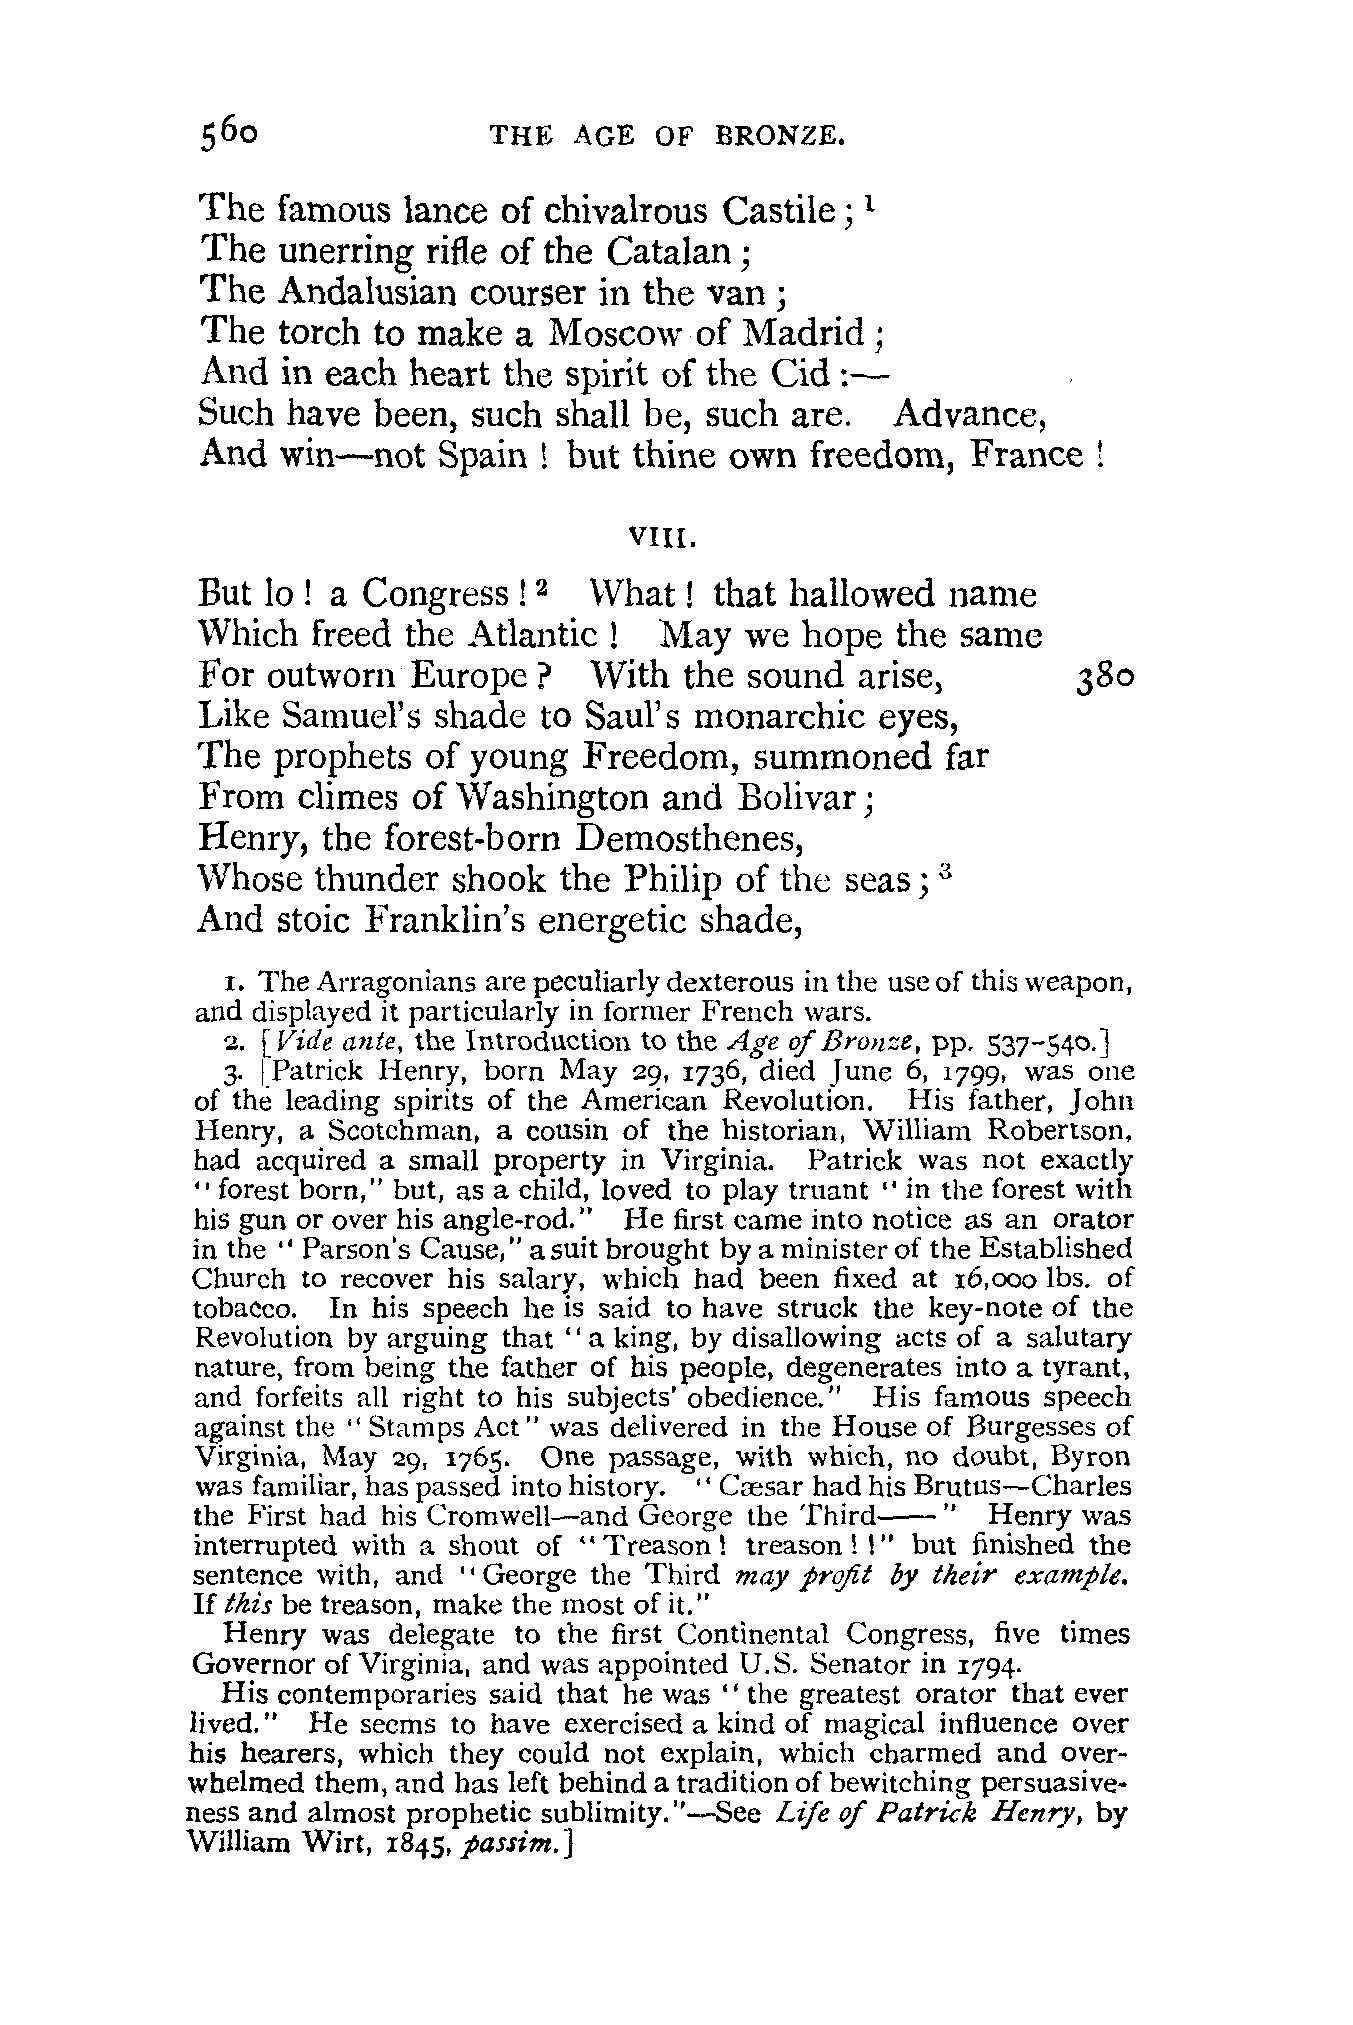 560 THE AGE OF BRONZE.
The famous lance of chivalrous Castile ; 1
The unerring rifle of the Catalan ;
The Andalusian courser in the van ;
The torch to make a Moscow of Madrid ;
And in each heart the spirit of the Cid :—
Such have been, such shall be, such are. Advance,
And win—not Spain ! but thine own freedom, France !
VIII.
But lo ! a Congress ! 2 What ! that hallowed name
Which freed the Atlantic ! May we hope the same
For outworn Europe ? With the sound arise, 380
Like Samuel's shade to Saul's monarchic eyes,
The prophets of young Freedom, summoned far
From climes of Washington and Bolivar ;
Henry, the forest-born Demosthenes,
Whose thunder shook the Philip of the seas ; 3
And stoic Franklin's energetic shade,
1. The Arragonians are peculiarly dexterous in the use of this weapon,
and displayed it particularly in former French wars.
2. [Vide ante, the Introduction to the Age of Bronze, pp. 537-540.]
3. [Patrick Henry, born May 29, 1736, died June 6, 1799, was one
of the leading spirits of the American Revolution. His father, John
Henry, a Scotchman, a cousin of the historian, William Robertson,
had acquired a small property in Virginia. Patrick was not exactly
"forest born," but, as a child, loved to play truant "in the forest with
his gun or over his angle-rod." He first came into notice as an orator
in the "Parson's Cause," a suit brought by a minister of the Established
Church to recover his salary, which had been fixed at 16,000 lbs. of
tobacco. In his speech he is said to have struck the key-note of the
Revolution by arguing that "a king, by disallowing acts of a salutary
nature, from being the father of his people, degenerates into a tyrant,
and forfeits all right to his subjects' obedience." His famous speech
against the "Stamps Act" was delivered in the House of Burgesses of
Virginia, May 29, 1765. One passage, with which, no doubt, Byron
was familiar, has passed into history. "Cæsar had his Brutus—Charles
the First had his Cromwell—and George the Third——" Henry was
interrupted with a shout of "Treason! treason!!" but finished the
sentence with, and "George the Third may profit by their example.
If this be treason, make the most of it."
Henry was delegate to the first Continental Congress, five times
Governor of Virginia, and was appointed U.S. Senator in 1794.
His contemporaries said that he was "the greatest orator that ever
lived." He seems to have exercised a kind of magical influence over
his hearers, which they could not explain, which charmed and over-
whelmed them, and has left behind a tradition of bewitching persuasive-
ness and almost prophetic sublimity."—See Life of Patrick Henry, by
William Wirt, 1845, passim.]